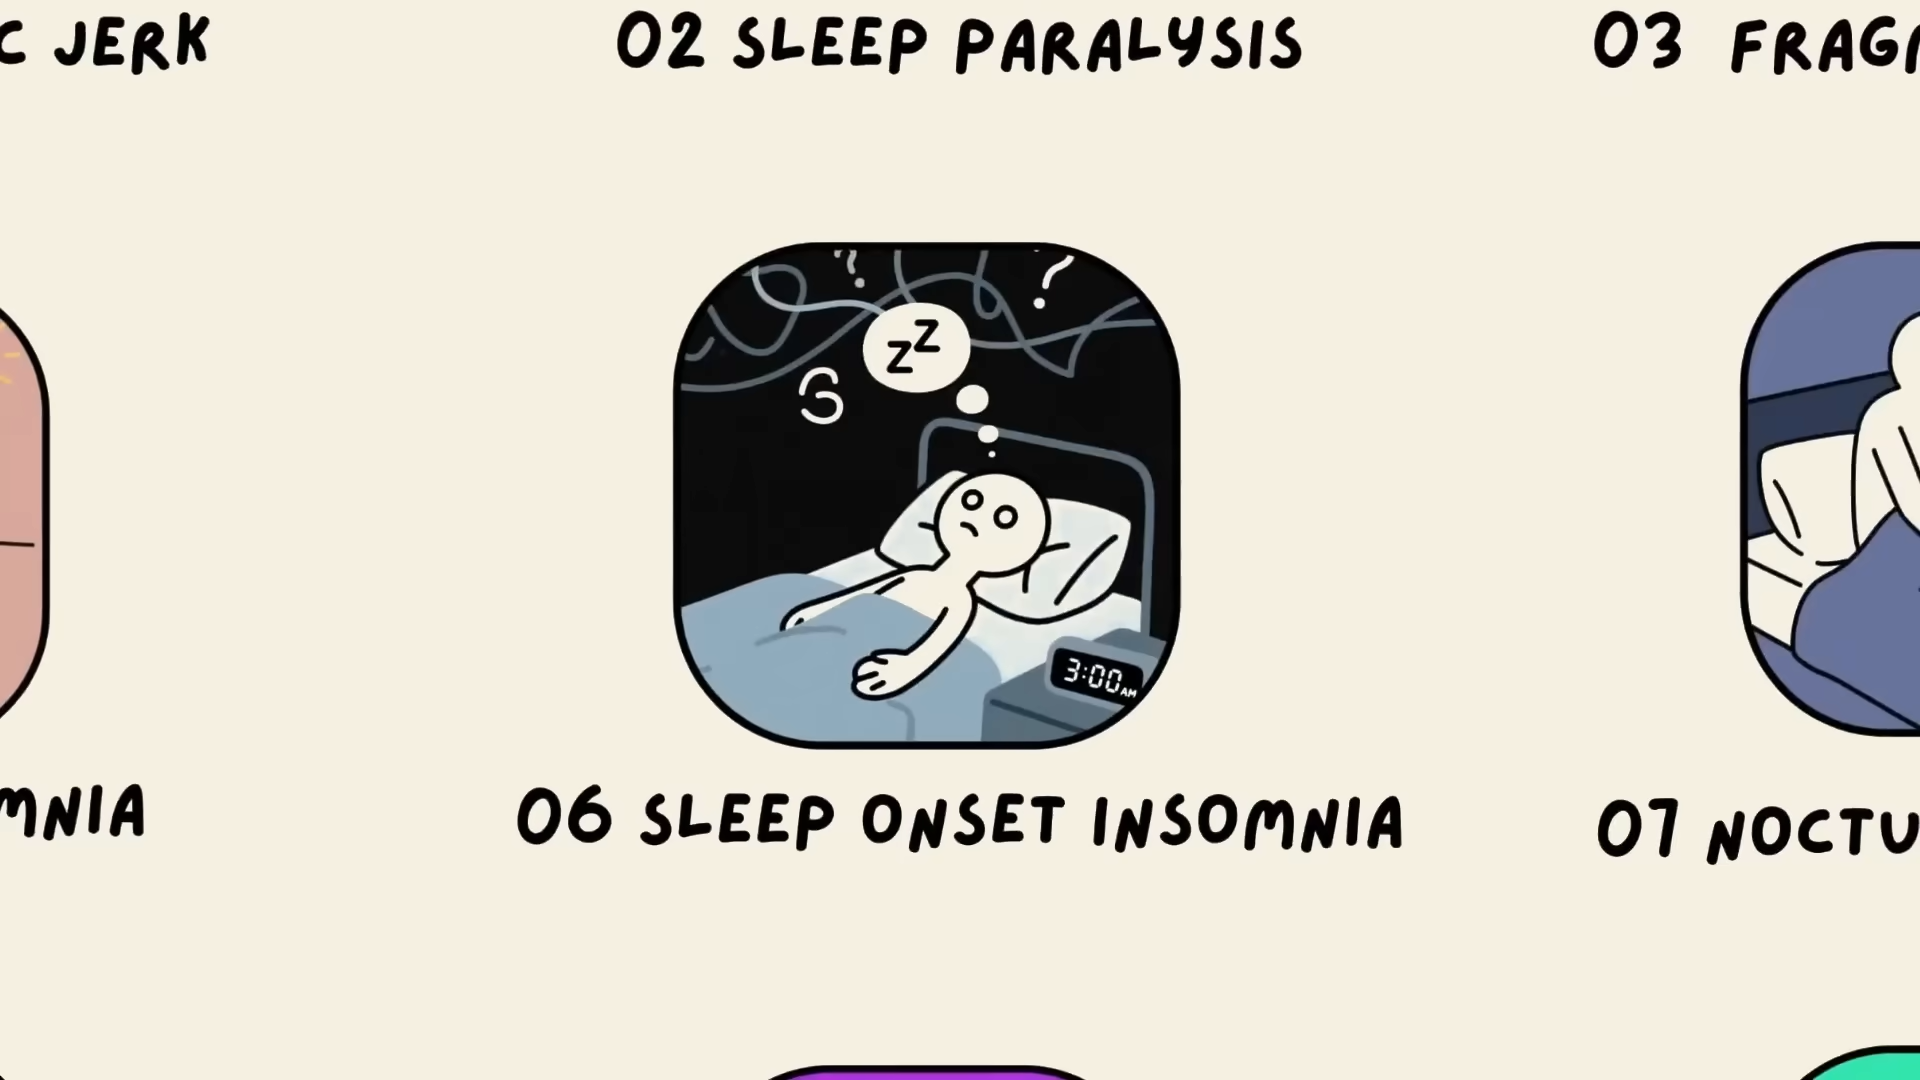 C JERK
02 SLEEP PARALYSIS
03 FRAG
? ?
zz
3:00AM
MNIA
06 SLEEP ONSET INSOMNIA
07 NOCTU